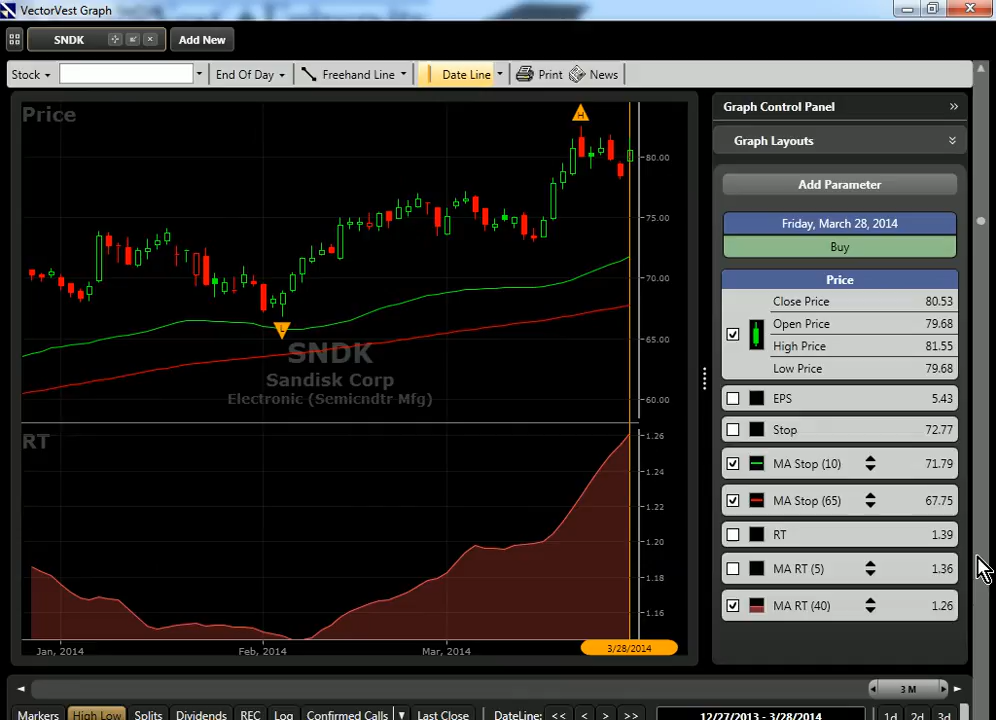 VectorVest Graph
SNDK
Add New
Stock
End Of Day
Freehand Line
Date Line
Print
News
Price
80.00
75.00
70.00
65.00
60.00
H
L
SNDK
Sandisk Corp
Electronic (Semicndtr Mfg)
RT
1.26
1.24
1.22
1.20
1.18
1.16
Jan, 2014
Feb, 2014
Mar, 2014
3/28/2014
Graph Control Panel
Graph Layouts
Add Parameter
Friday, March 28, 2014
Buy
Price
Close Price 80.53
Open Price 79.68
High Price 81.55
Low Price 79.68
EPS 5.43
Stop 72.77
MA Stop (10) 71.79
MA Stop (65) 67.75
RT 1.39
MA RT (5) 1.36
MA RT (40) 1.26
3 M
Markers High Low Splits Dividends REC Log Confirmed Calls Last Close DateLine: << < > >> 12/27/2013 - 3/28/2014 1d 2d 3d